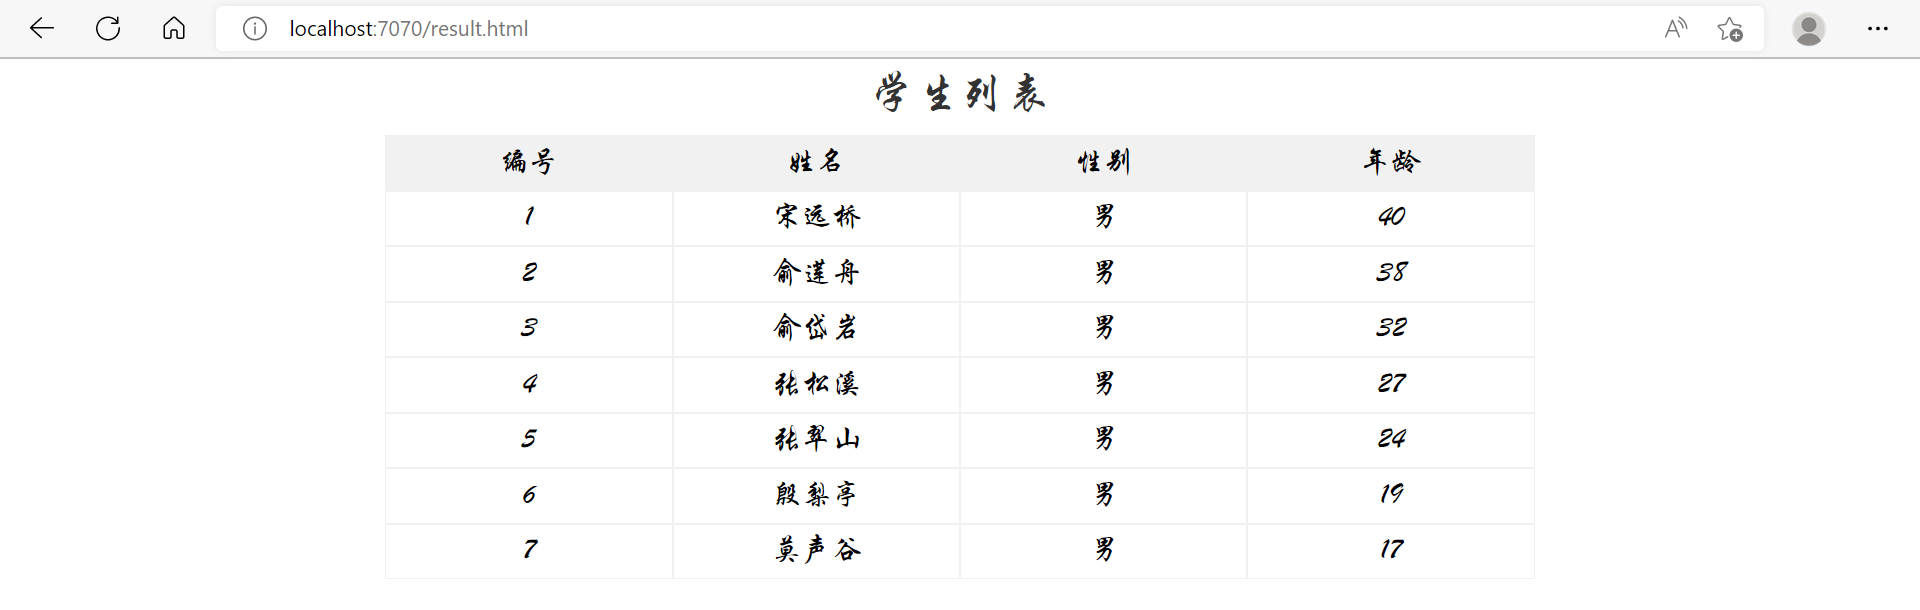 localhost:7070/result.html
学生列表
编号 姓名 性别 年龄
1 宋远桥 男 40
2 俞莲舟 男 38
3 俞岱岩 男 32
4 张松溪 男 27
5 张翠山 男 24
6 殷梨亭 男 19
7 莫声谷 男 17